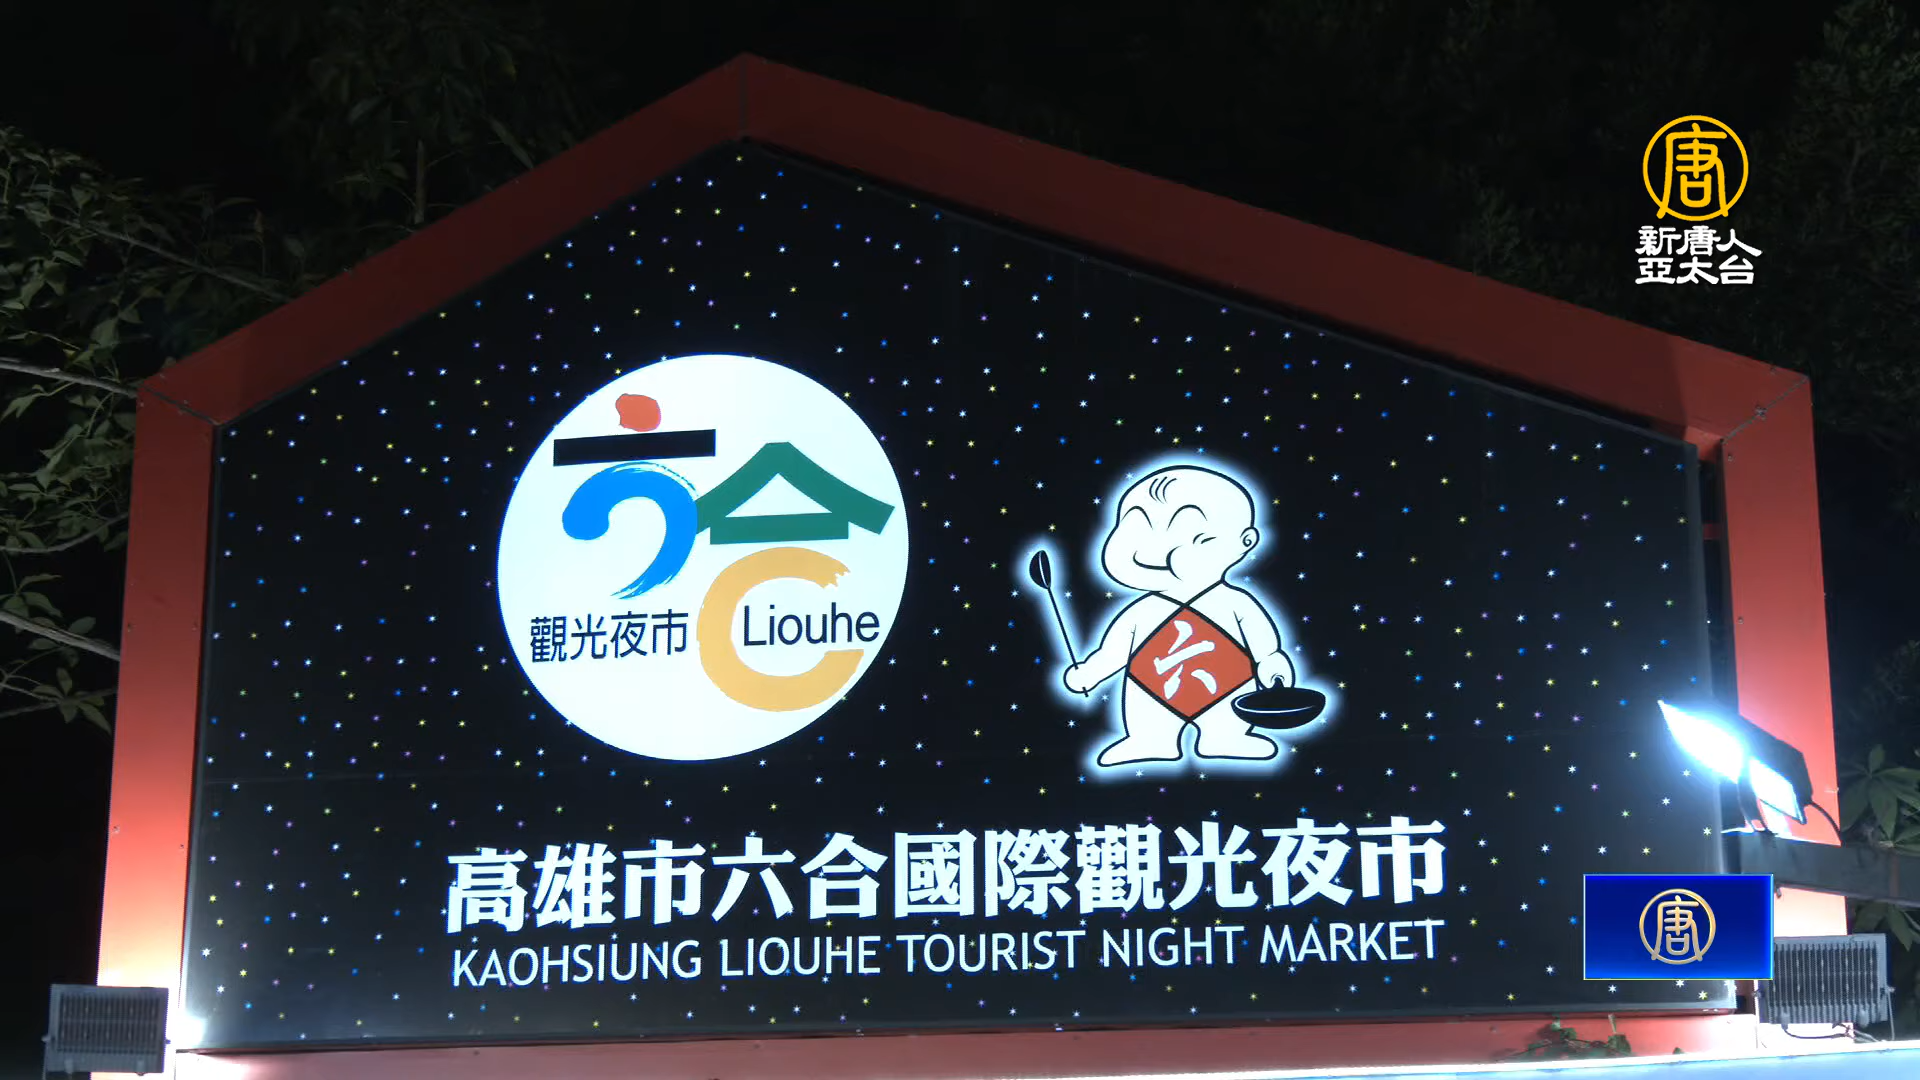 唐
新唐人
亞太台
六合
觀光夜市
Liouhe
六
高雄市六合國際觀光夜市
KAOHSIUNG LIOUHE TOURIST NIGHT MARKET
唐